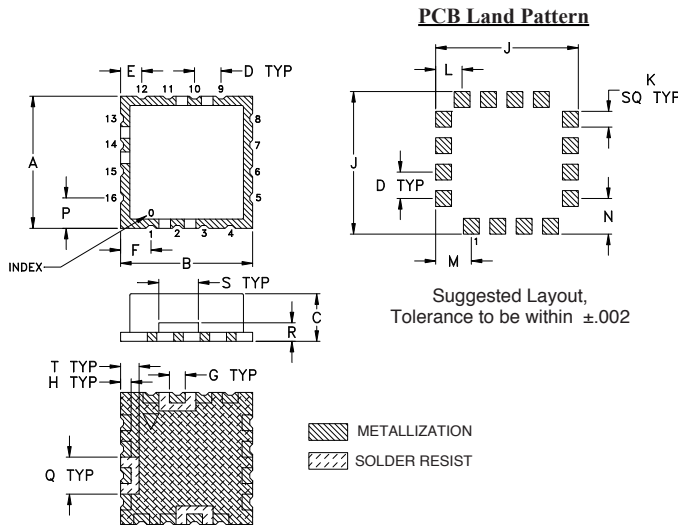 PCB Land Pattern
E
D TYP
12 11 10 9
13
14
15
16
8
7
6
5
A
P
0
1 2 3 4
F
B
INDEX
J
L
K
SQ TYP
J
D TYP
N
M
1
Suggested Layout,
Tolerance to be within ±.002
S TYP
C
R
T TYP
H TYP
G TYP
Q TYP
METALLIZATION
SOLDER RESIST